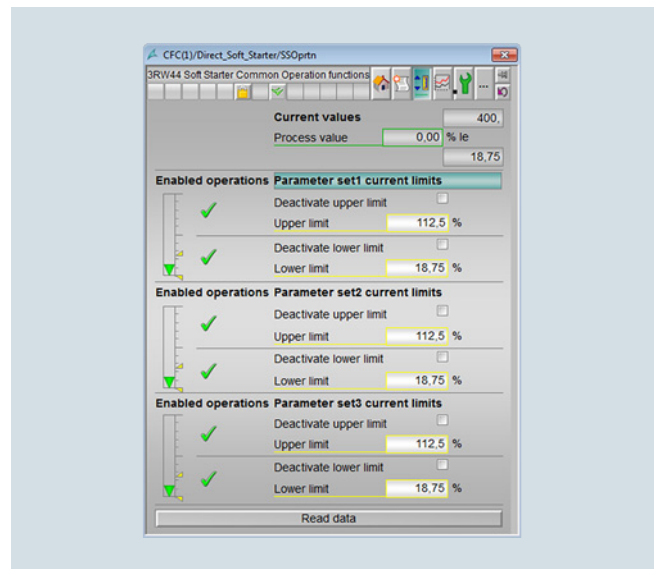 CFC(1)/Direct_Soft_Starter/SSOprtn
3RW44 Soft Starter Common Operation functions
...
Current values 400,
Process value 0,00 % Ie
18,75
Enabled operations Parameter set1 current limits
Deactivate upper limit
Upper limit 112,5 %
Deactivate lower limit
Lower limit 18,75 %
Enabled operations Parameter set2 current limits
Deactivate upper limit
Upper limit 112,5 %
Deactivate lower limit
Lower limit 18,75 %
Enabled operations Parameter set3 current limits
Deactivate upper limit
Upper limit 112,5 %
Deactivate lower limit
Lower limit 18,75 %
Read data